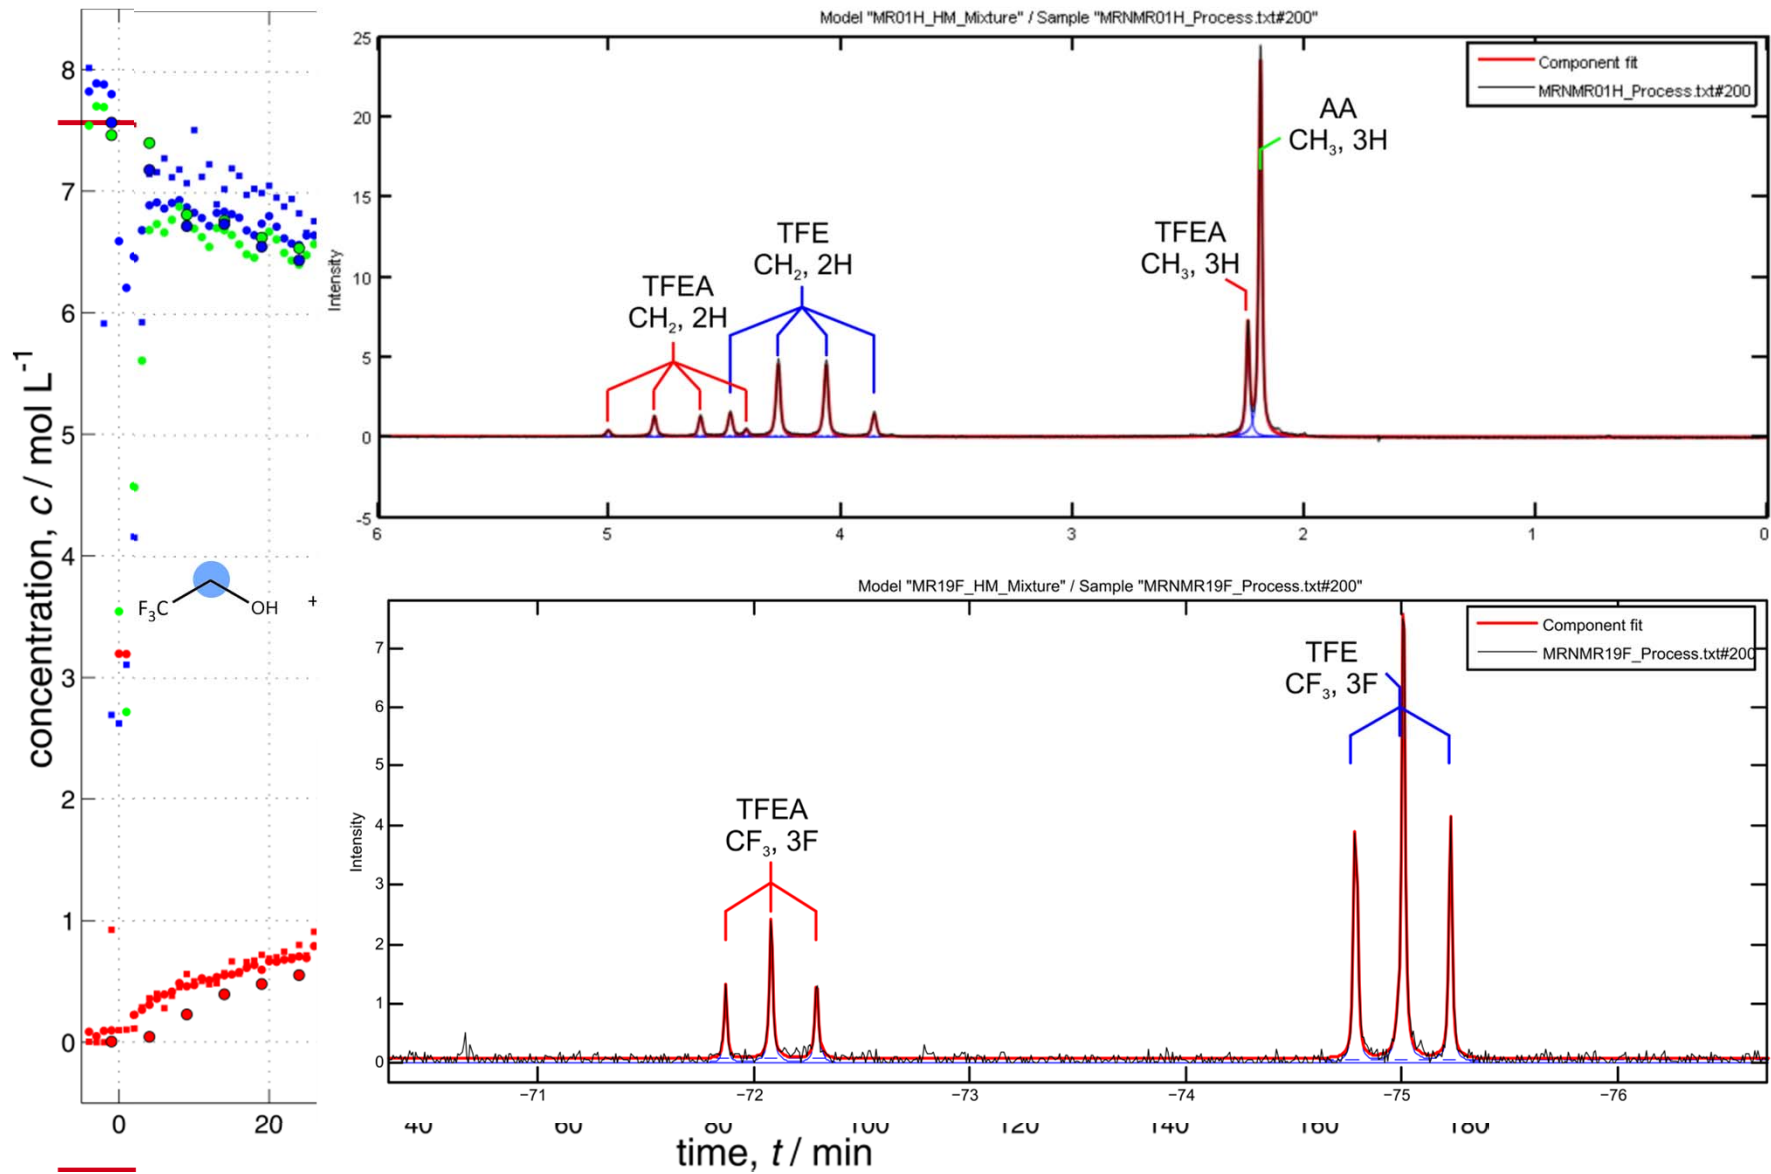 Model "MR01H_HM_Mixture" / Sample "MRNMR01H_Process.txt#200"
25
20
15
10
5
0
-5
Intensity
Component fit
MRNMR01H_Process.txt#200
AA
CH₃, 3H
TFEA
CH₃, 3H
TFE
CH₂, 2H
TFEA
CH₂, 2H
6
5
4
3
2
1
0
8
7
6
5
4
3
2
1
0
concentration, c / mol L⁻¹
F₃C
OH
+
Model "MR19F_HM_Mixture" / Sample "MRNMR19F_Process.txt#200"
7
6
5
4
3
2
1
0
Intensity
Component fit
MRNMR19F_Process.txt#200
TFE
CF₃, 3F
TFEA
CF₃, 3F
−71
−72
−73
−74
−75
−76
0
20
40
60
80
100
120
140
160
180
time, t / min